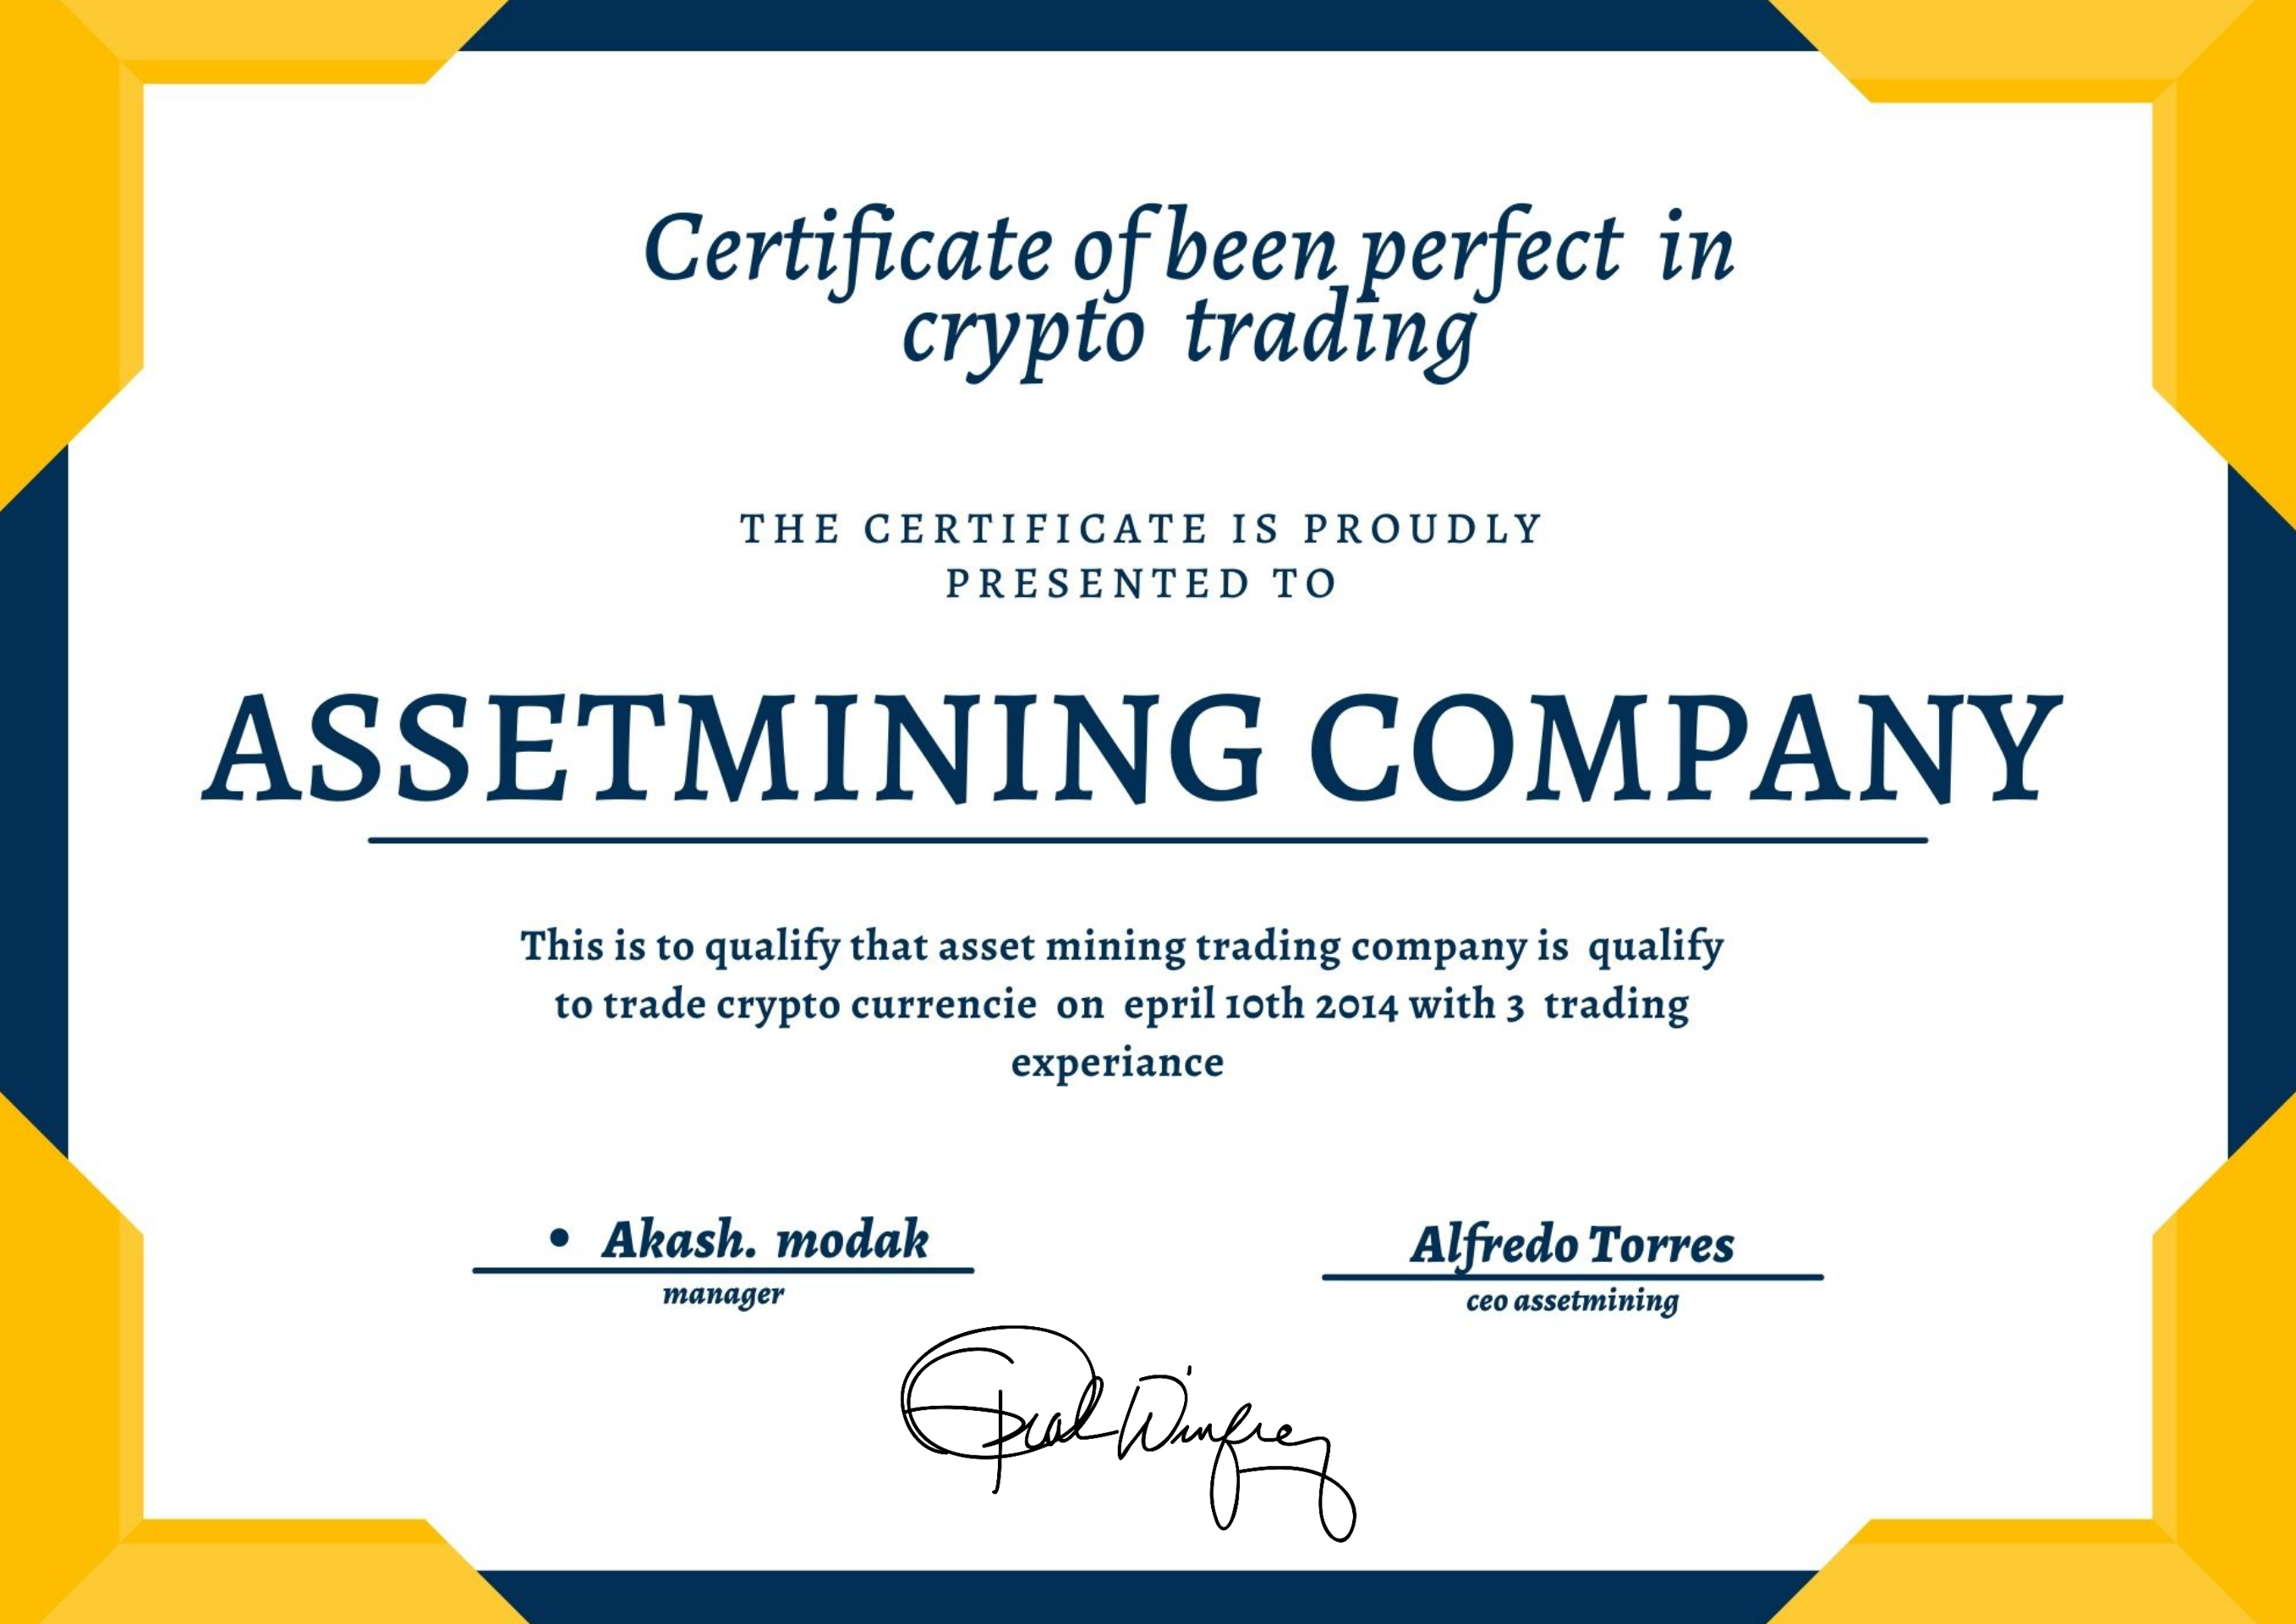 Certificate of been perfect in
crypto trading
THE CERTIFICATE IS PROUDLY
PRESENTED TO
ASSETMINING COMPANY
This is to qualify that asset mining trading company is qualify
to trade crypto currencie on epril 10th 2014 with 3 trading
experiance
• Akash. modak
manager
Alfredo Torres
ceo assetmining